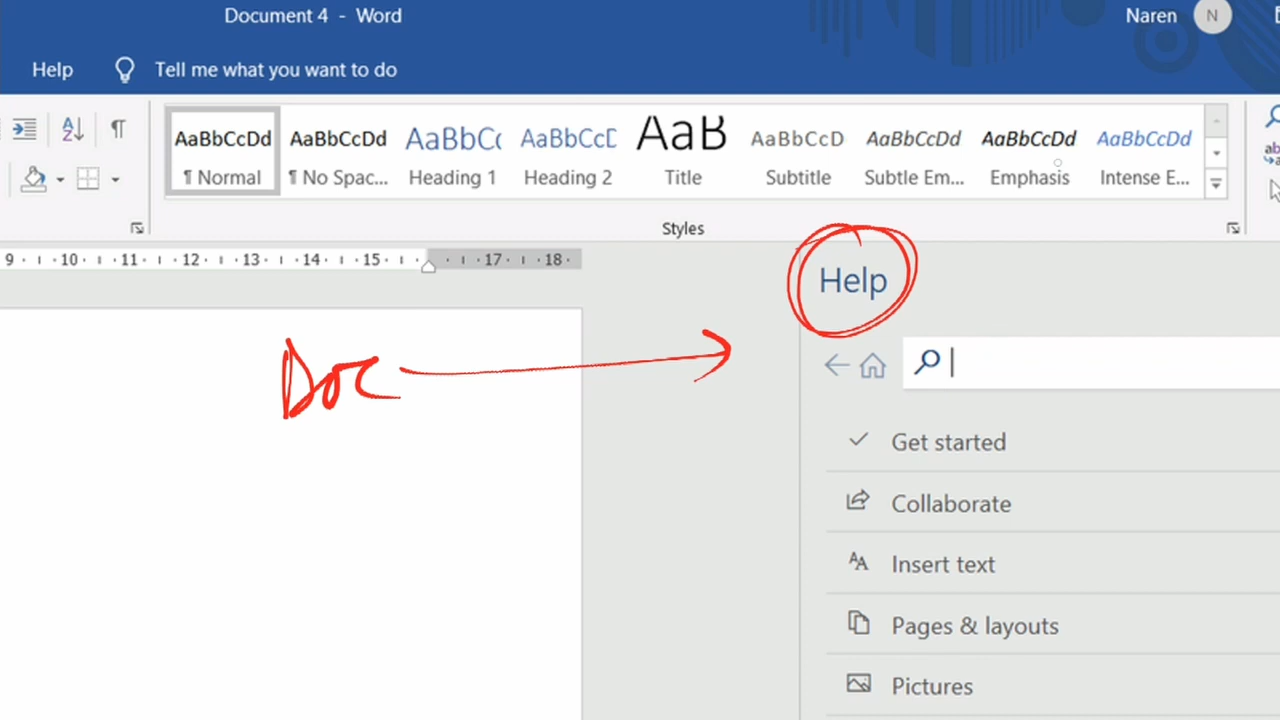 Document 4 - Word
Naren N
Help Tell me what you want to do
AaBbCcDd AaBbCcDd AaBbCc AaBbCcD AaB AaBbCcD AaBbCcDd AaBbCcDd AaBbCcDd
¶ Normal ¶ No Spac... Heading 1 Heading 2 Title Subtitle Subtle Em... Emphasis Intense E...
Styles
9 10 11 12 13 14 15 17 18
Help
Doc
Get started
Collaborate
Insert text
Pages & layouts
Pictures